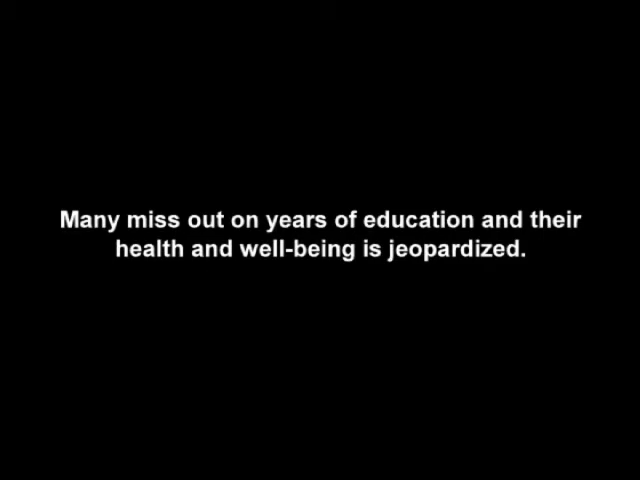 Many miss out on years of education and their
health and well-being is jeopardized.